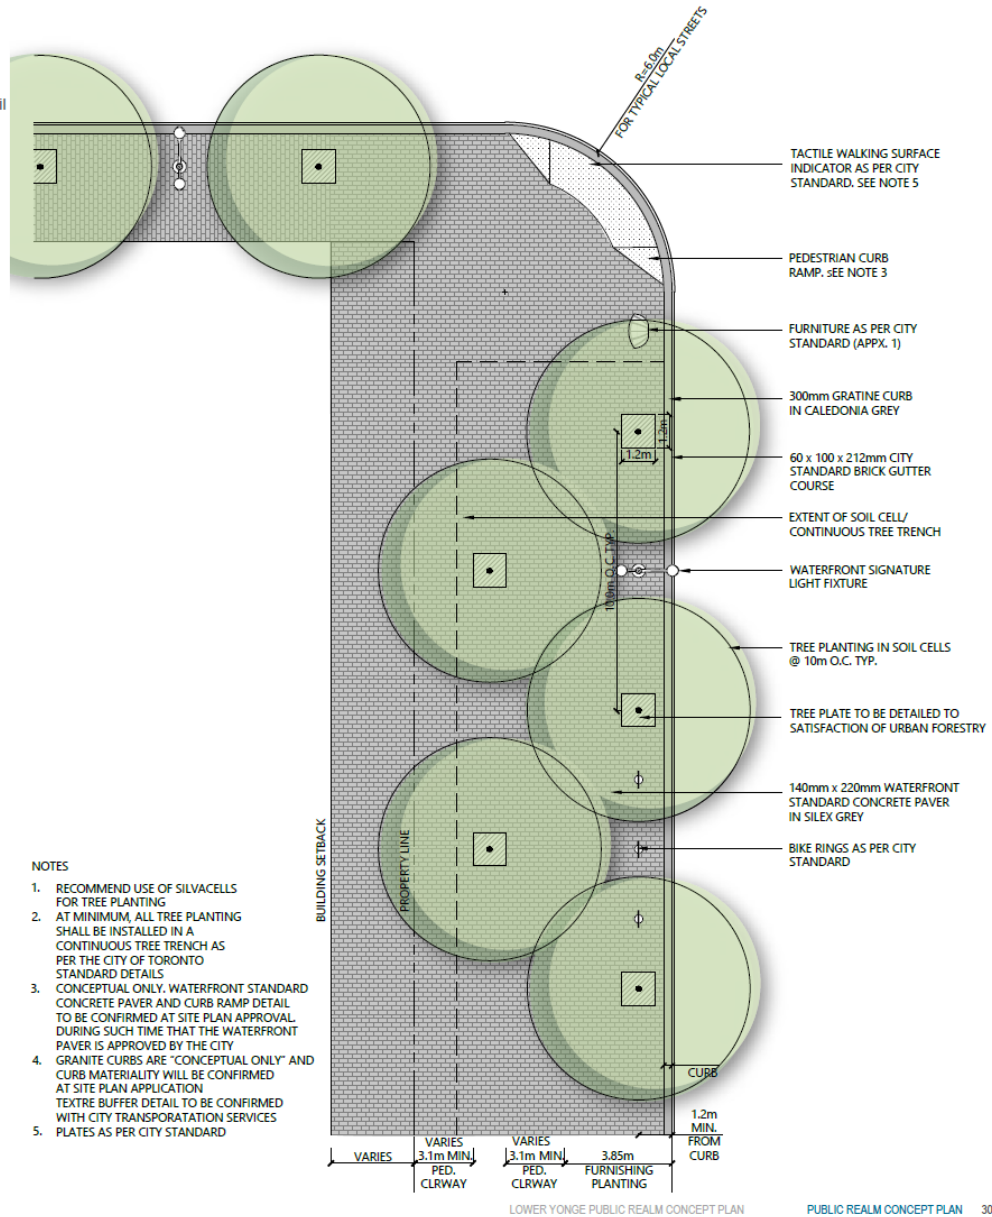 il
R=6.0m
FOR TYPICAL LOCAL STREETS
TACTILE WALKING SURFACE
INDICATOR AS PER CITY
STANDARD. SEE NOTE 5
PEDESTRIAN CURB
RAMP. sEE NOTE 3
FURNITURE AS PER CITY
STANDARD (APPX. 1)
300mm GRATINE CURB
IN CALEDONIA GREY
1.2m
1.2m
60 x 100 x 212mm CITY
STANDARD BRICK GUTTER
COURSE
EXTENT OF SOIL CELL/
CONTINUOUS TREE TRENCH
10.0m O.C. TYP.
WATERFRONT SIGNATURE
LIGHT FIXTURE
TREE PLANTING IN SOIL CELLS
@ 10m O.C. TYP.
TREE PLATE TO BE DETAILED TO
SATISFACTION OF URBAN FORESTRY
140mm x 220mm WATERFRONT
STANDARD CONCRETE PAVER
IN SILEX GREY
BIKE RINGS AS PER CITY
STANDARD
BUILDING SETBACK
PROPERTY LINE
NOTES
1. RECOMMEND USE OF SILVACELLS
FOR TREE PLANTING
2. AT MINIMUM, ALL TREE PLANTING
SHALL BE INSTALLED IN A
CONTINUOUS TREE TRENCH AS
PER THE CITY OF TORONTO
STANDARD DETAILS
3. CONCEPTUAL ONLY. WATERFRONT STANDARD
CONCRETE PAVER AND CURB RAMP DETAIL
TO BE CONFIRMED AT SITE PLAN APPROVAL.
DURING SUCH TIME THAT THE WATERFRONT
PAVER IS APPROVED BY THE CITY
4. GRANITE CURBS ARE "CONCEPTUAL ONLY" AND
CURB MATERIALITY WILL BE CONFIRMED
AT SITE PLAN APPLICATION
TEXTRE BUFFER DETAIL TO BE CONFIRMED
WITH CITY TRANSPORATATION SERVICES
5. PLATES AS PER CITY STANDARD
CURB
1.2m
MIN.
FROM
CURB
VARIES
VARIES
3.1m MIN.
PED.
CLRWAY
VARIES
3.1m MIN.
PED.
CLRWAY
3.85m
FURNISHING
PLANTING
LOWER YONGE PUBLIC REALM CONCEPT PLAN
PUBLIC REALM CONCEPT PLAN 30